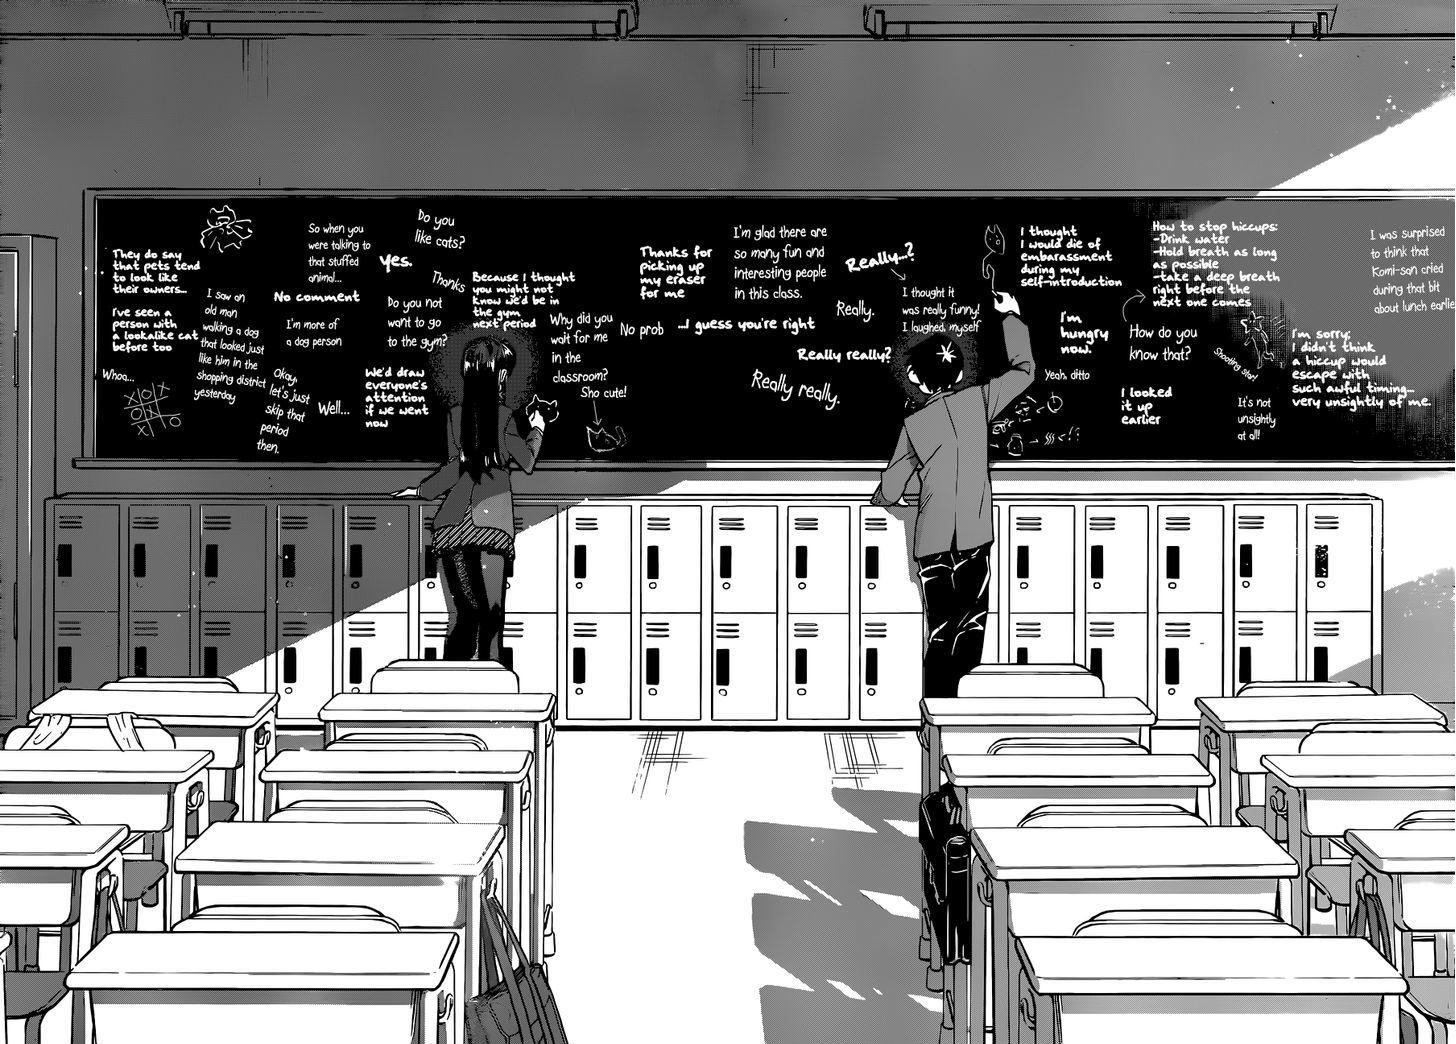 They do say
that pets tend
to look like
their owners...
I've seen a
person with
a lookalike cat
before too
Whoa...
X O X
O X
X O
I saw an
old man
walking a dog
that looked just
like him in the
shopping district
yesterday
So when you
were talking to
that stuffed
animal...
No comment
I'm more of
a dog person
Okay,
let's just
skip that
period
then.
Well...
Do you
like cats?
Yes.
Thanks
Do you not
want to go
to the gym?
We'd draw
everyone's
attention
if we went
now
Because I thought
you might not
know we'd be in
the gym
next period
Why did you
wait for me
in the
classroom?
Sho cute!
No prob
Thanks for
picking up
my eraser
for me
I'm glad there are
so many fun and
interesting people
in this class.
...I guess you're right
Really...?
Really.
Really really?
Really really.
I thought it
was really funny!
I laughed, myself
I thought
I would die of
embarassment
during my
self-introduction
I'm
hungry
now.
Yeah, ditto
How to stop hiccups:
-Drink water
-Hold breath as long
as possible
-take a deep breath
right before the
next one comes
How do you
know that?
I looked
it up
earlier
Shooting star!
It's not
unsightly
at all!
I'm sorry;
I didn't think
a hiccup would
escape with
such awful timing...
very unsightly of me.
I was surprised
to think that
Komi-san cried
during that bit
about lunch earlie